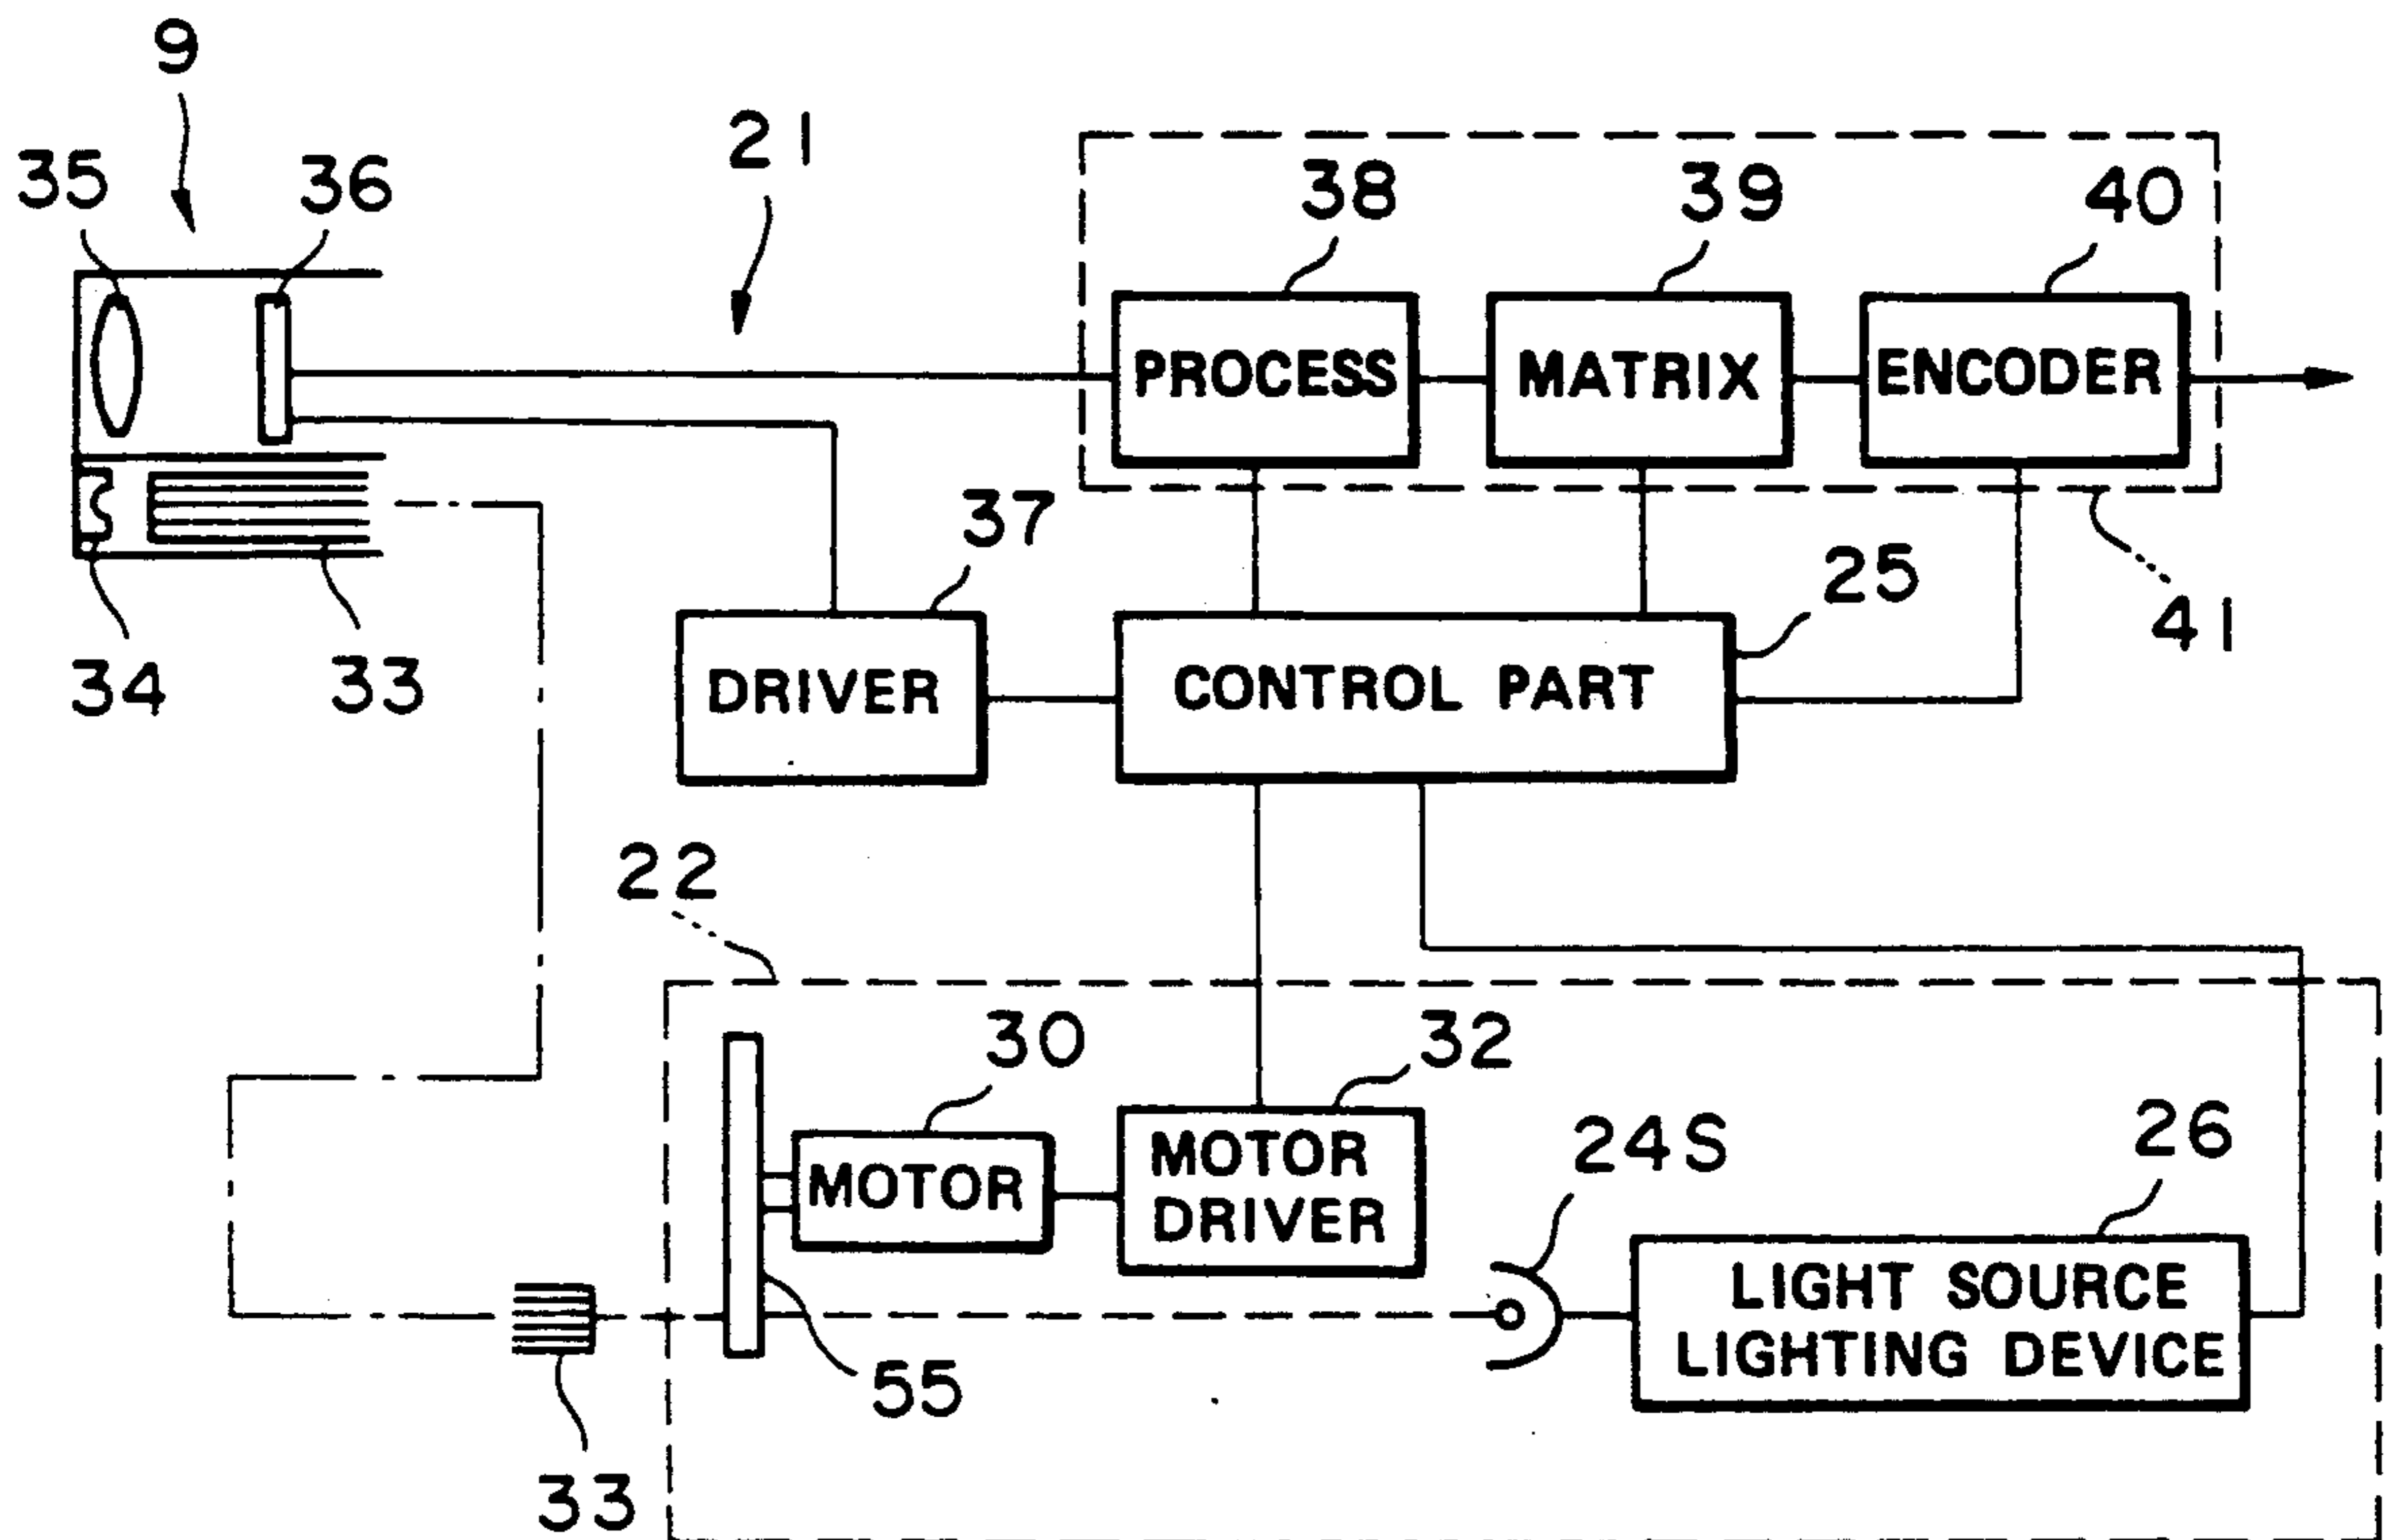 9
21
35
36
38
39
40
PROCESS
MATRIX
ENCODER
37
25
41
34
33
DRIVER
CONTROL PART
22
30
32
24S
26
MOTOR
MOTOR
DRIVER
LIGHT SOURCE
LIGHTING DEVICE
55
33